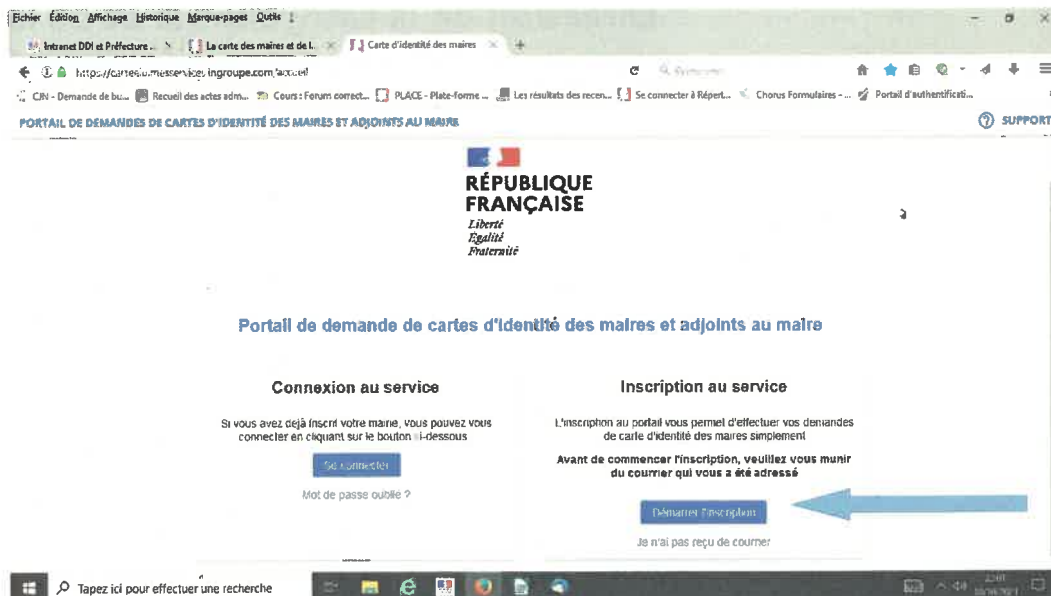 Fichier Édition Affichage Historique Marque-pages Outils ?
Intranet DDI et Préfecture ... La carte des maires et de l... Carte d'identité des maires
https://carteelu.messervices.ingroupe.com/accueil
CJN - Demande de bu... Recueil des actes adm... Cours : Forum correct... PLACE - Plate-forme ... Les résultats des recen... Se connecter à Répert... Chorus Formulaires - ... Portail d'authentificati...
PORTAIL DE DEMANDES DE CARTES D'IDENTITÉ DES MAIRES ET ADJOINTS AU MAIRE
SUPPORT
RÉPUBLIQUE
FRANÇAISE
Liberté
Égalité
Fraternité
Portail de demande de cartes d'identité des maires et adjoints au maire
Connexion au service
Si vous avez déjà inscrit votre mairie, vous pouvez vous
connecter en cliquant sur le bouton ci-dessous
Se connecter
Mot de passe oublié ?
Inscription au service
L'inscription au portail vous permet d'effectuer vos demandes
de carte d'identité des maires simplement
Avant de commencer l'inscription, veuillez vous munir
du courrier qui vous a été adressé
Démarrer l'inscription
Je n'ai pas reçu de courrier
Tapez ici pour effectuer une recherche